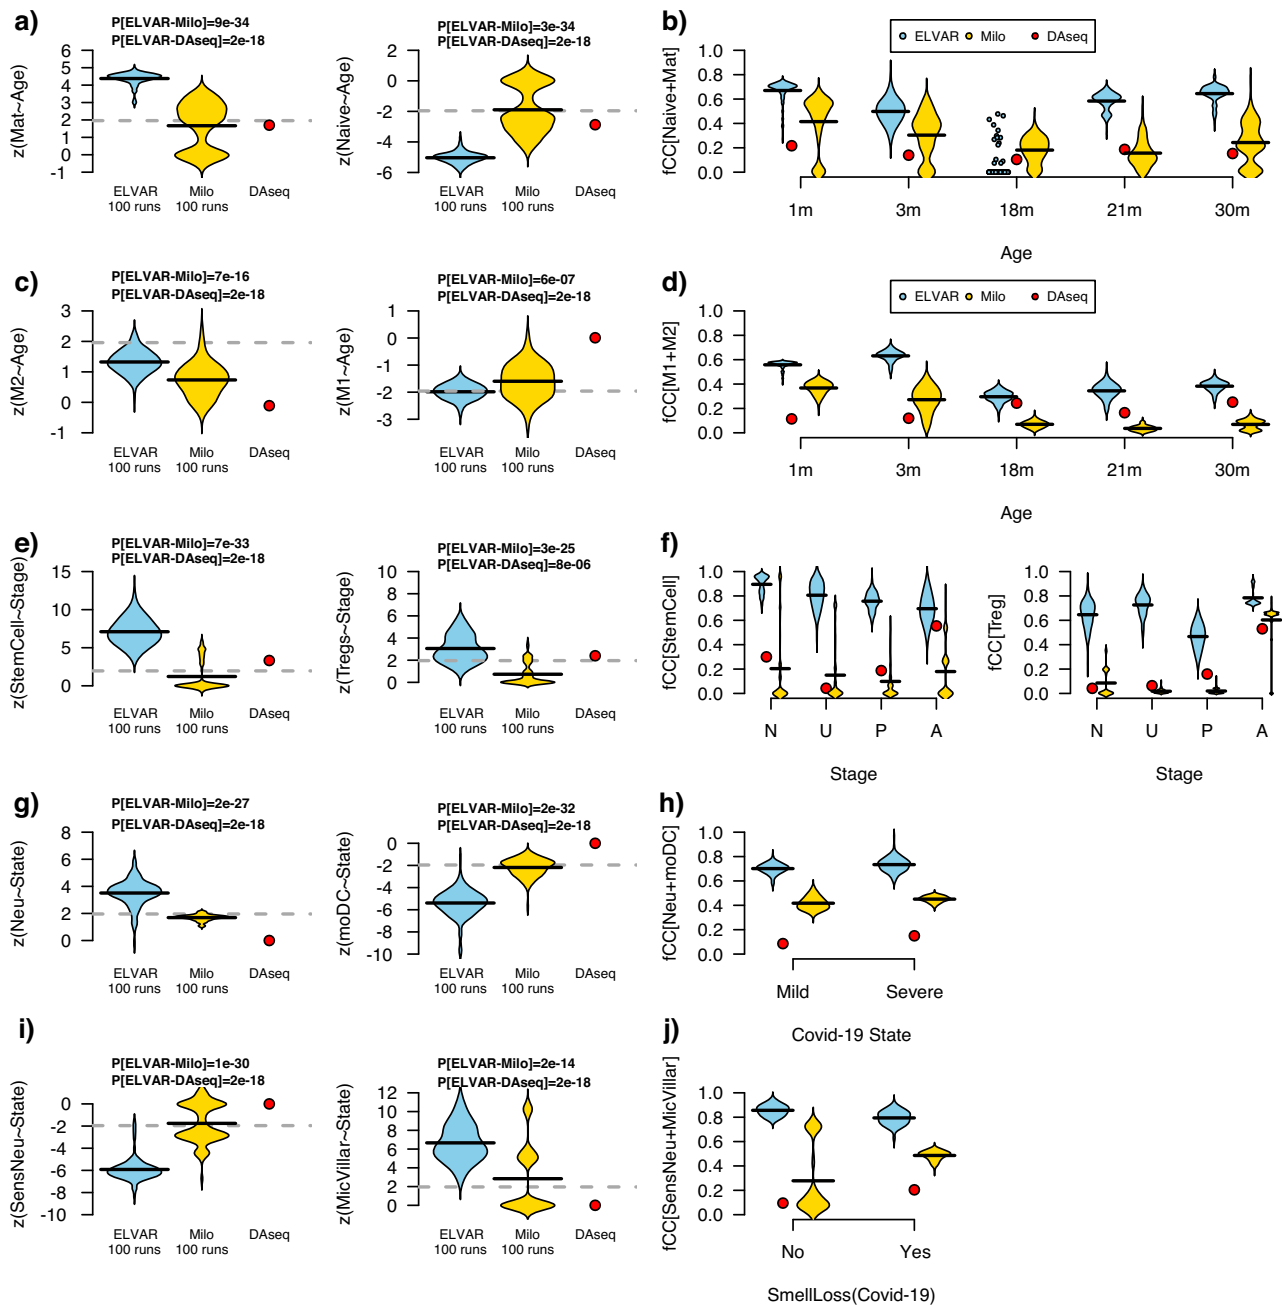 a)
P[ELVAR-Milo]=9e-34
P[ELVAR-DAseq]=2e-18
z(Mat~Age)
6
5
4
3
2
1
0
-1
ELVAR
100 runs
Milo
100 runs
DAseq
P[ELVAR-Milo]=3e-34
P[ELVAR-DAseq]=2e-18
z(Naive~Age)
2
0
-2
-4
-6
ELVAR
100 runs
Milo
100 runs
DAseq
b)
ELVAR
Milo
DAseq
fCC[Naive+Mat]
1.0
0.8
0.6
0.4
0.2
0.0
1m
3m
18m
21m
30m
Age
c)
P[ELVAR-Milo]=7e-16
P[ELVAR-DAseq]=2e-18
z(M2~Age)
3
2
1
0
-1
ELVAR
100 runs
Milo
100 runs
DAseq
P[ELVAR-Milo]=6e-07
P[ELVAR-DAseq]=2e-18
z(M1~Age)
1
0
-1
-2
-3
ELVAR
100 runs
Milo
100 runs
DAseq
d)
ELVAR
Milo
DAseq
fCC[M1+M2]
1.0
0.8
0.6
0.4
0.2
0.0
1m
3m
18m
21m
30m
Age
e)
P[ELVAR-Milo]=7e-33
P[ELVAR-DAseq]=2e-18
z(StemCell~Stage)
15
10
5
0
ELVAR
100 runs
Milo
100 runs
DAseq
P[ELVAR-Milo]=3e-25
P[ELVAR-DAseq]=8e-06
z(Tregs~Stage)
10
8
6
4
2
0
ELVAR
100 runs
Milo
100 runs
DAseq
f)
fCC[StemCell]
1.0
0.8
0.6
0.4
0.2
0.0
N
U
P
A
Stage
fCC[Treg]
1.0
0.8
0.6
0.4
0.2
0.0
N
U
P
A
Stage
g)
P[ELVAR-Milo]=2e-27
P[ELVAR-DAseq]=2e-18
z(Neu~State)
8
6
4
2
0
ELVAR
100 runs
Milo
100 runs
DAseq
P[ELVAR-Milo]=2e-32
P[ELVAR-DAseq]=2e-18
z(moDC~State)
0
-2
-4
-6
-8
-10
ELVAR
100 runs
Milo
100 runs
DAseq
h)
fCC[Neu+moDC]
1.0
0.8
0.6
0.4
0.2
0.0
Mild
Severe
Covid-19 State
i)
P[ELVAR-Milo]=1e-30
P[ELVAR-DAseq]=2e-18
z(SensNeu~State)
0
-2
-4
-6
-8
-10
ELVAR
100 runs
Milo
100 runs
DAseq
P[ELVAR-Milo]=2e-14
P[ELVAR-DAseq]=2e-18
z(MicVillar~State)
12
10
8
6
4
2
0
ELVAR
100 runs
Milo
100 runs
DAseq
j)
fCC[SensNeu+MicVillar]
1.0
0.8
0.6
0.4
0.2
0.0
No
Yes
SmellLoss(Covid-19)